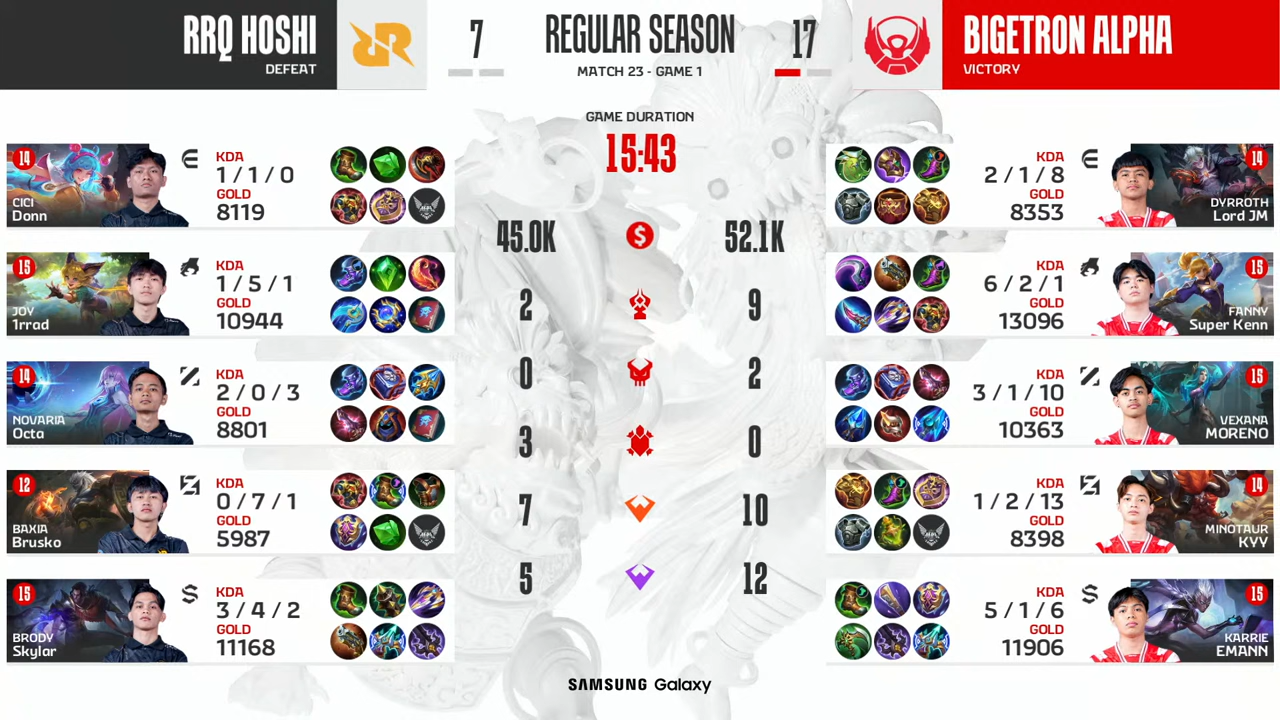 RRQ HOSHI
DEFEAT
7
REGULAR SEASON
MATCH 23 - GAME 1
17
BIGETRON ALPHA
VICTORY
GAME DURATION
15:43
14
CICI
Donn
KDA
1 / 1 / 0
GOLD
8119
15
JOY
1rrad
KDA
1 / 5 / 1
GOLD
10944
14
NOVARIA
Octa
KDA
2 / 0 / 3
GOLD
8801
12
BAXIA
Brusko
KDA
0 / 7 / 1
GOLD
5987
15
BRODY
Skylar
KDA
3 / 4 / 2
GOLD
11168
45.0K 52.1K
2 9
0 2
3 0
7 10
5 12
KDA
2 / 1 / 8
GOLD
8353
14
DYRROTH
Lord JM
KDA
6 / 2 / 1
GOLD
13096
15
FANNY
Super Kenn
KDA
3 / 1 / 10
GOLD
10363
15
VEXANA
MORENO
KDA
1 / 2 / 13
GOLD
8398
14
MINOTAUR
KYY
KDA
5 / 1 / 6
GOLD
11906
15
KARRIE
EMANN
SAMSUNG Galaxy